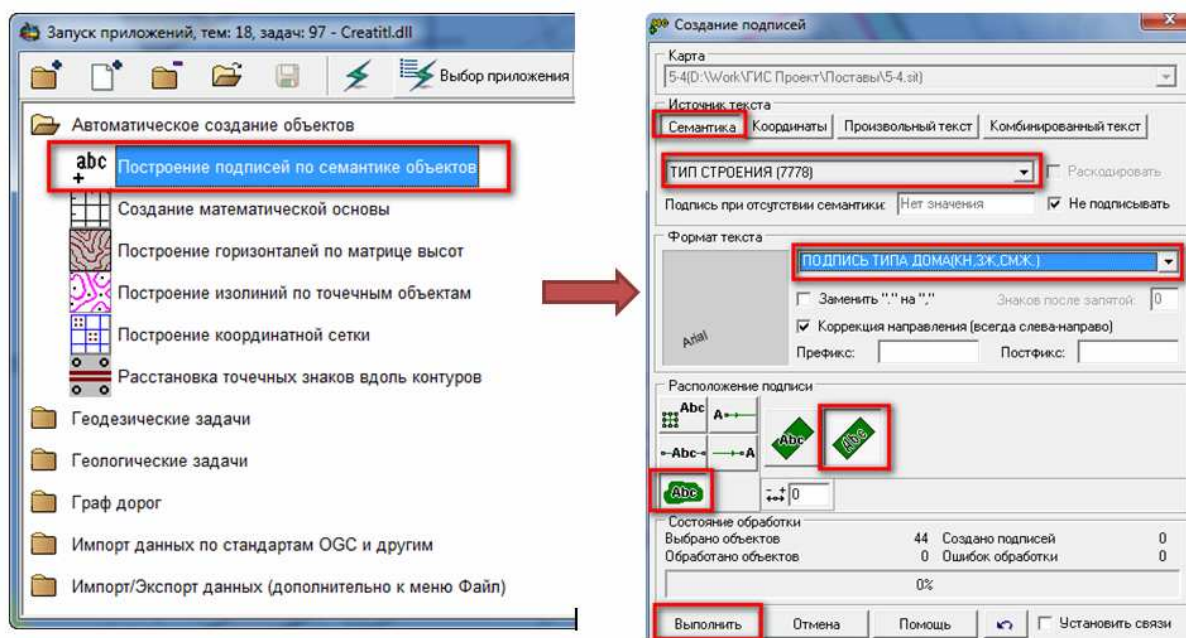 Запуск приложений, тем: 18, задач: 97 - Creatitl.dll
Выбор приложения
Автоматическое создание объектов
abc
+
Построение подписей по семантике объектов
Создание математической основы
Построение горизонталей по матрице высот
Построение изолиний по точечным объектам
Построение координатной сетки
Расстановка точечных знаков вдоль контуров
Геодезические задачи
Геологические задачи
Граф дорог
Импорт данных по стандартам OGC и другим
Импорт/Экспорт данных (дополнительно к меню Файл)
Создание подписей
Карта
5-4(D:\Work\ГИС Проект\Поставы\5-4.sit)
Источник текста
Семантика Координаты Произвольный текст Комбинированный текст
ТИП СТРОЕНИЯ (7778) Раскодировать
Подпись при отсутствии семантики: Нет значения Не подписывать
Формат текста
ПОДПИСЬ ТИПА ДОМА(КН,ЗЖ,СМ.Ж.)
Заменить "." на "," Знаков после запятой: 0
Коррекция направления (всегда слева-направо)
Arial
Префикс: Постфикс:
Расположение подписи
Abc A Abc Abc
Abc A
Abc 0
Состояние обработки
Выбрано объектов 44 Создано подписей 0
Обработано объектов 0 Ошибок обработки 0
0%
Выполнить Отмена Помощь Установить связи